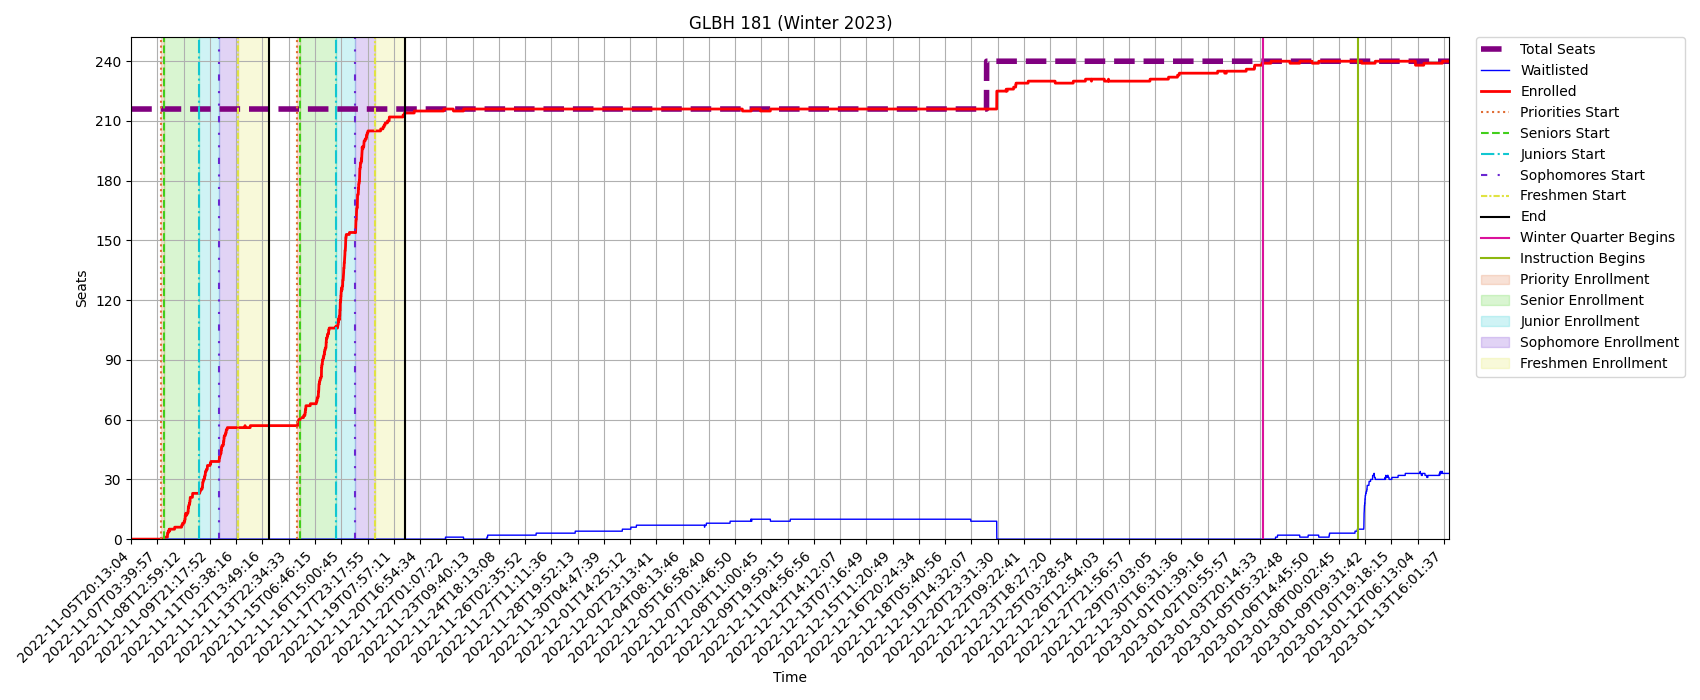 GLBH 181 (Winter 2023)
Seats
240
210
180
150
120
90
60
30
0
2022-11-05T20:13:04
2022-11-07T03:39:57
2022-11-08T12:59:12
2022-11-09T21:17:52
2022-11-11T05:38:16
2022-11-12T13:49:16
2022-11-13T22:34:33
2022-11-15T06:46:15
2022-11-16T15:00:45
2022-11-17T23:17:55
2022-11-19T07:57:11
2022-11-20T16:54:34
2022-11-22T01:07:22
2022-11-23T09:40:13
2022-11-24T18:13:08
2022-11-26T02:35:52
2022-11-27T11:11:36
2022-11-28T19:52:13
2022-11-30T04:47:39
2022-12-01T14:25:12
2022-12-02T23:13:41
2022-12-04T08:13:46
2022-12-05T16:58:40
2022-12-07T01:46:50
2022-12-08T11:00:45
2022-12-09T19:59:15
2022-12-11T04:56:56
2022-12-12T14:12:07
2022-12-13T17:16:49
2022-12-15T11:20:49
2022-12-16T20:24:34
2022-12-18T05:40:56
2022-12-19T14:32:07
2022-12-20T23:31:30
2022-12-22T09:22:41
2022-12-23T18:27:20
2022-12-25T03:28:54
2022-12-26T12:54:03
2022-12-27T21:56:57
2022-12-29T07:03:05
2022-12-30T16:31:36
2023-01-01T01:39:16
2023-01-02T10:55:57
2023-01-03T20:14:33
2023-01-05T05:32:48
2023-01-06T14:45:50
2023-01-08T00:02:45
2023-01-09T09:31:42
2023-01-10T19:18:15
2023-01-12T06:13:04
2023-01-13T16:01:37
Time
Total Seats
Waitlisted
Enrolled
Priorities Start
Seniors Start
Juniors Start
Sophomores Start
Freshmen Start
End
Winter Quarter Begins
Instruction Begins
Priority Enrollment
Senior Enrollment
Junior Enrollment
Sophomore Enrollment
Freshmen Enrollment